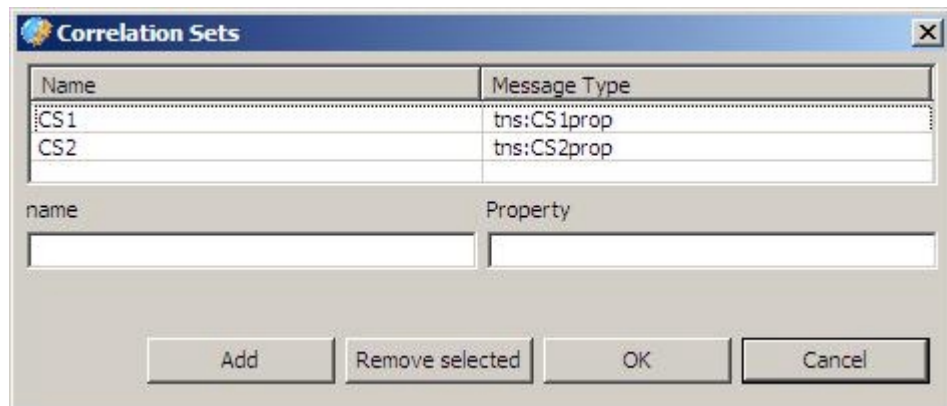 Correlation Sets
Name Message Type
CS1 tns:CS1prop
CS2 tns:CS2prop
name Property
Add Remove selected OK Cancel